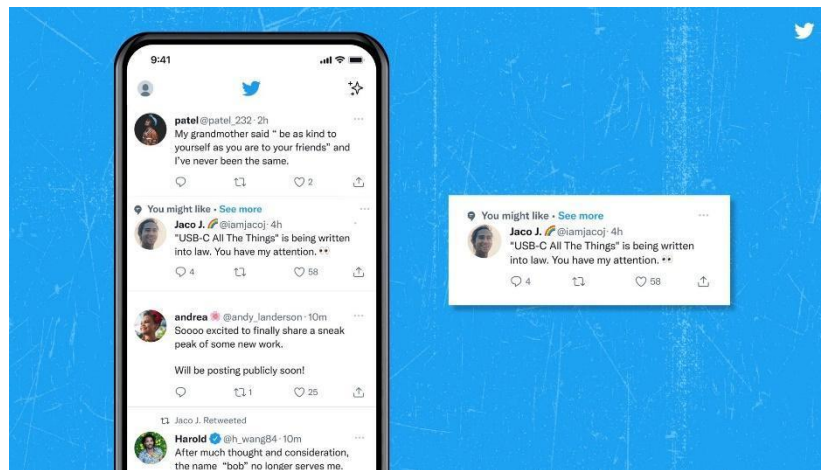 9:41
patel @patel_232 · 2h
My grandmother said “ be as kind to
yourself as you are to your friends” and
I’ve never been the same.
2
You might like • See more
Jaco J. 🌈 @iamjacoj · 4h
"USB-C All The Things" is being written
into law. You have my attention. 👀
4 58
andrea 🌸 @andy_landerson · 10m
Soooo excited to finally share a sneak
peak of some new work.
Will be posting publicly soon!
1 25
Jaco J. Retweeted
Harold @h_wang84 · 10m
After much thought and consideration,
the name “bob” no longer serves me.
You might like • See more
Jaco J. 🌈 @iamjacoj · 4h
"USB-C All The Things" is being written
into law. You have my attention. 👀
4 58